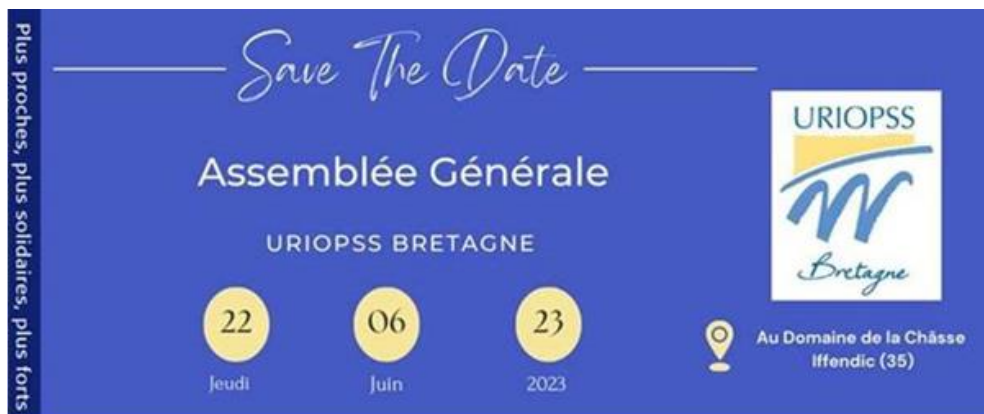 Plus proches, plus solidaires, plus forts
Save The Date
Assemblée Générale
URIOPSS BRETAGNE
22
06
23
Jeudi
Juin
2023
URIOPSS
Bretagne
Au Domaine de la Châsse
Iffendic (35)